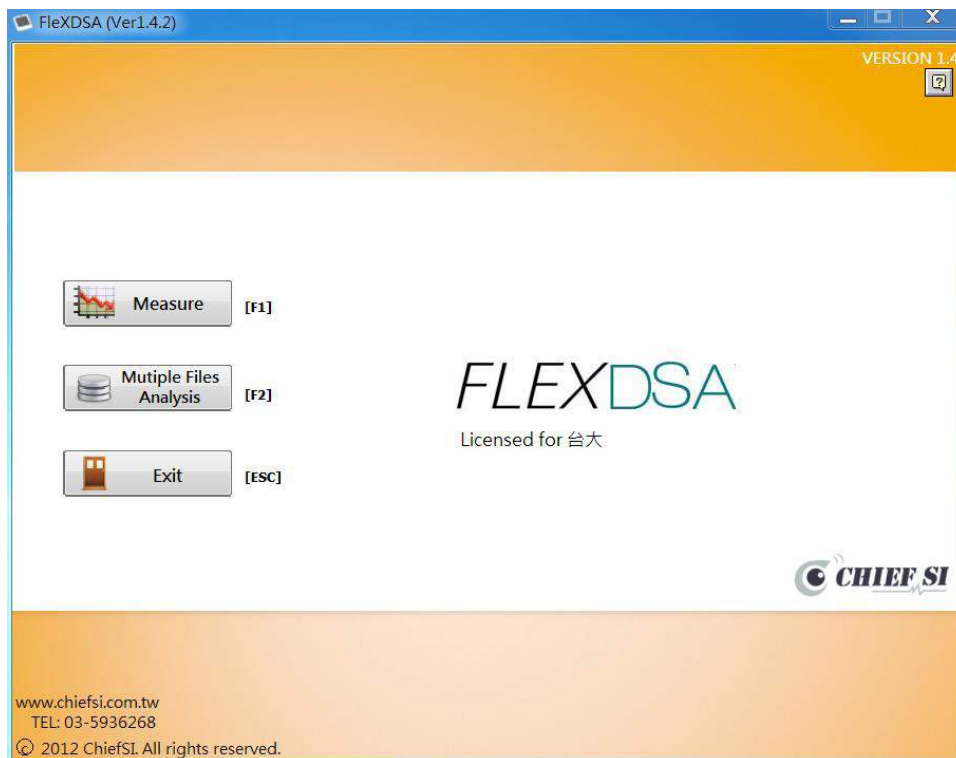 FleXDSA (Ver1.4.2)
VERSION 1.4
Measure [F1]
Mutiple Files
Analysis [F2]
Exit [ESC]
FLEXDSA
Licensed for 台大
CHIEF SI
www.chiefsi.com.tw
TEL: 03-5936268
© 2012 ChiefSI. All rights reserved.